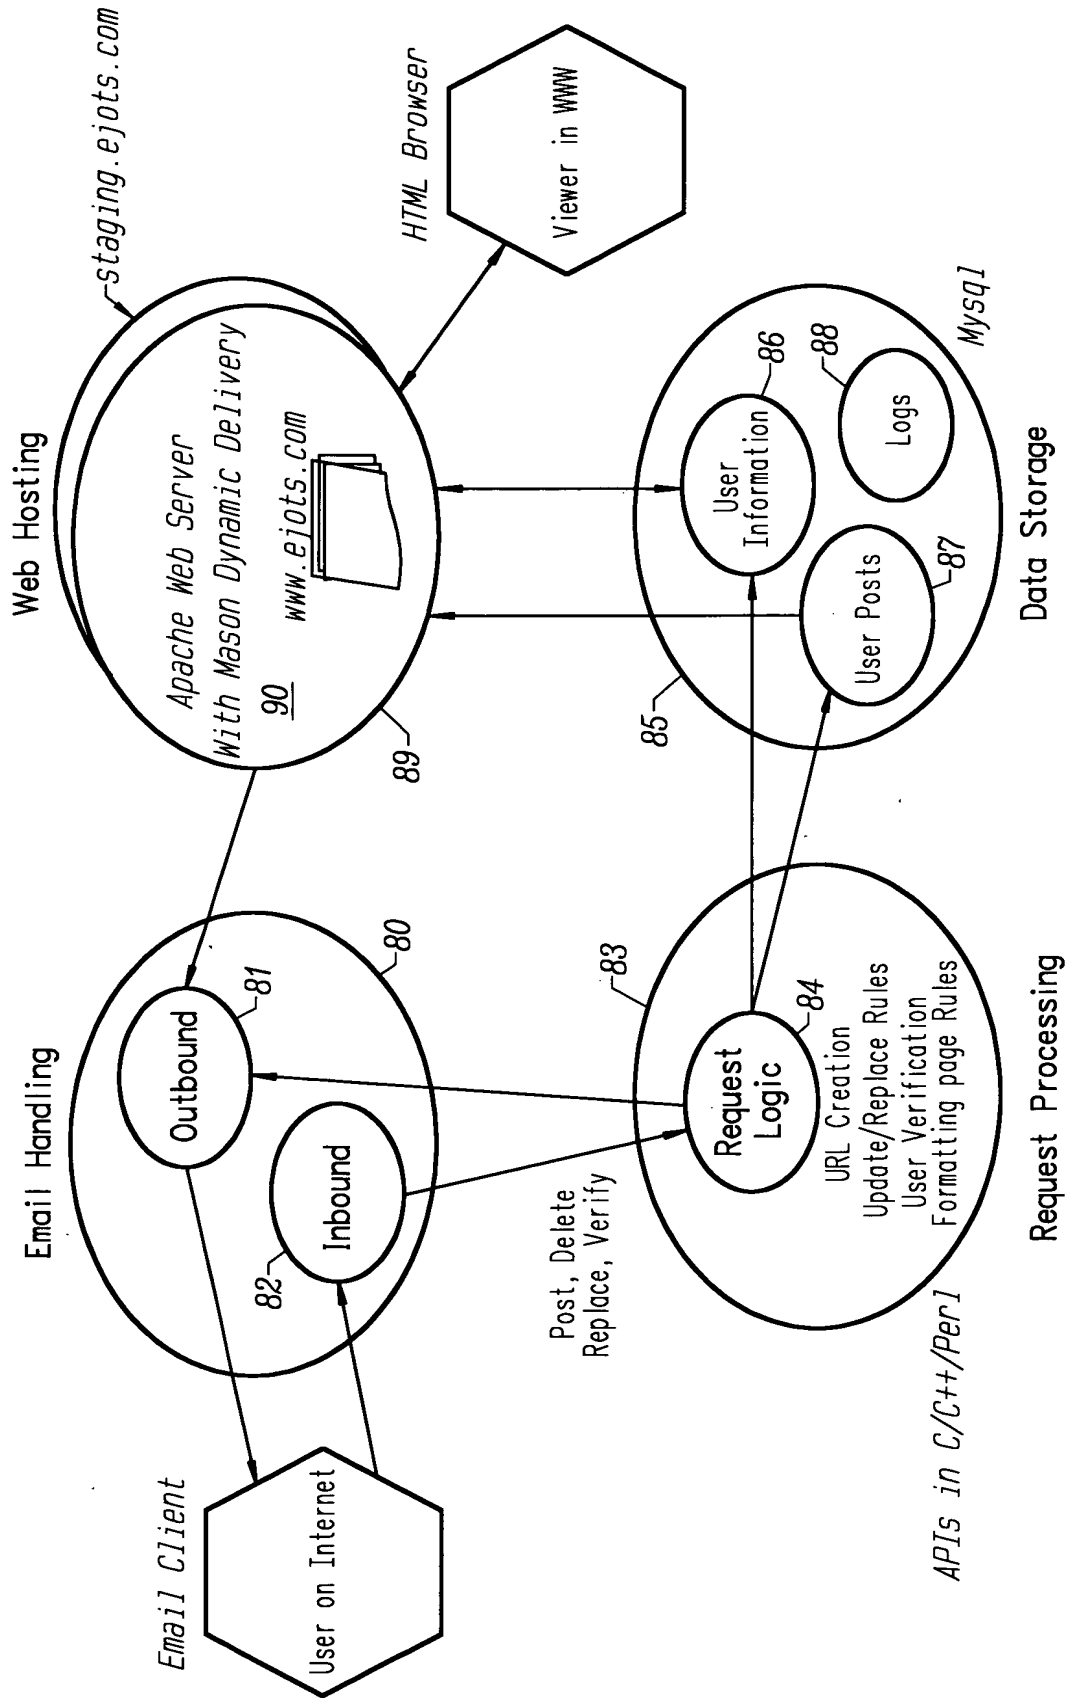 Email Client
User on Internet
Email Handling
Outbound
81
Inbound
82
80
Web Hosting
staging.ejots.com
Apache Web Server
With Mason Dynamic Delivery
90
www.ejots.com
89
HTML Browser
Viewer in WWW
Post, Delete
Replace, Verify
83
Request
Logic
84
URL Creation
Update/Replace Rules
User Verification
Formatting page Rules
APIs in C/C++/Perl
Request Processing
85
User
Information
86
User Posts
87
Logs
88
Mysql
Data Storage